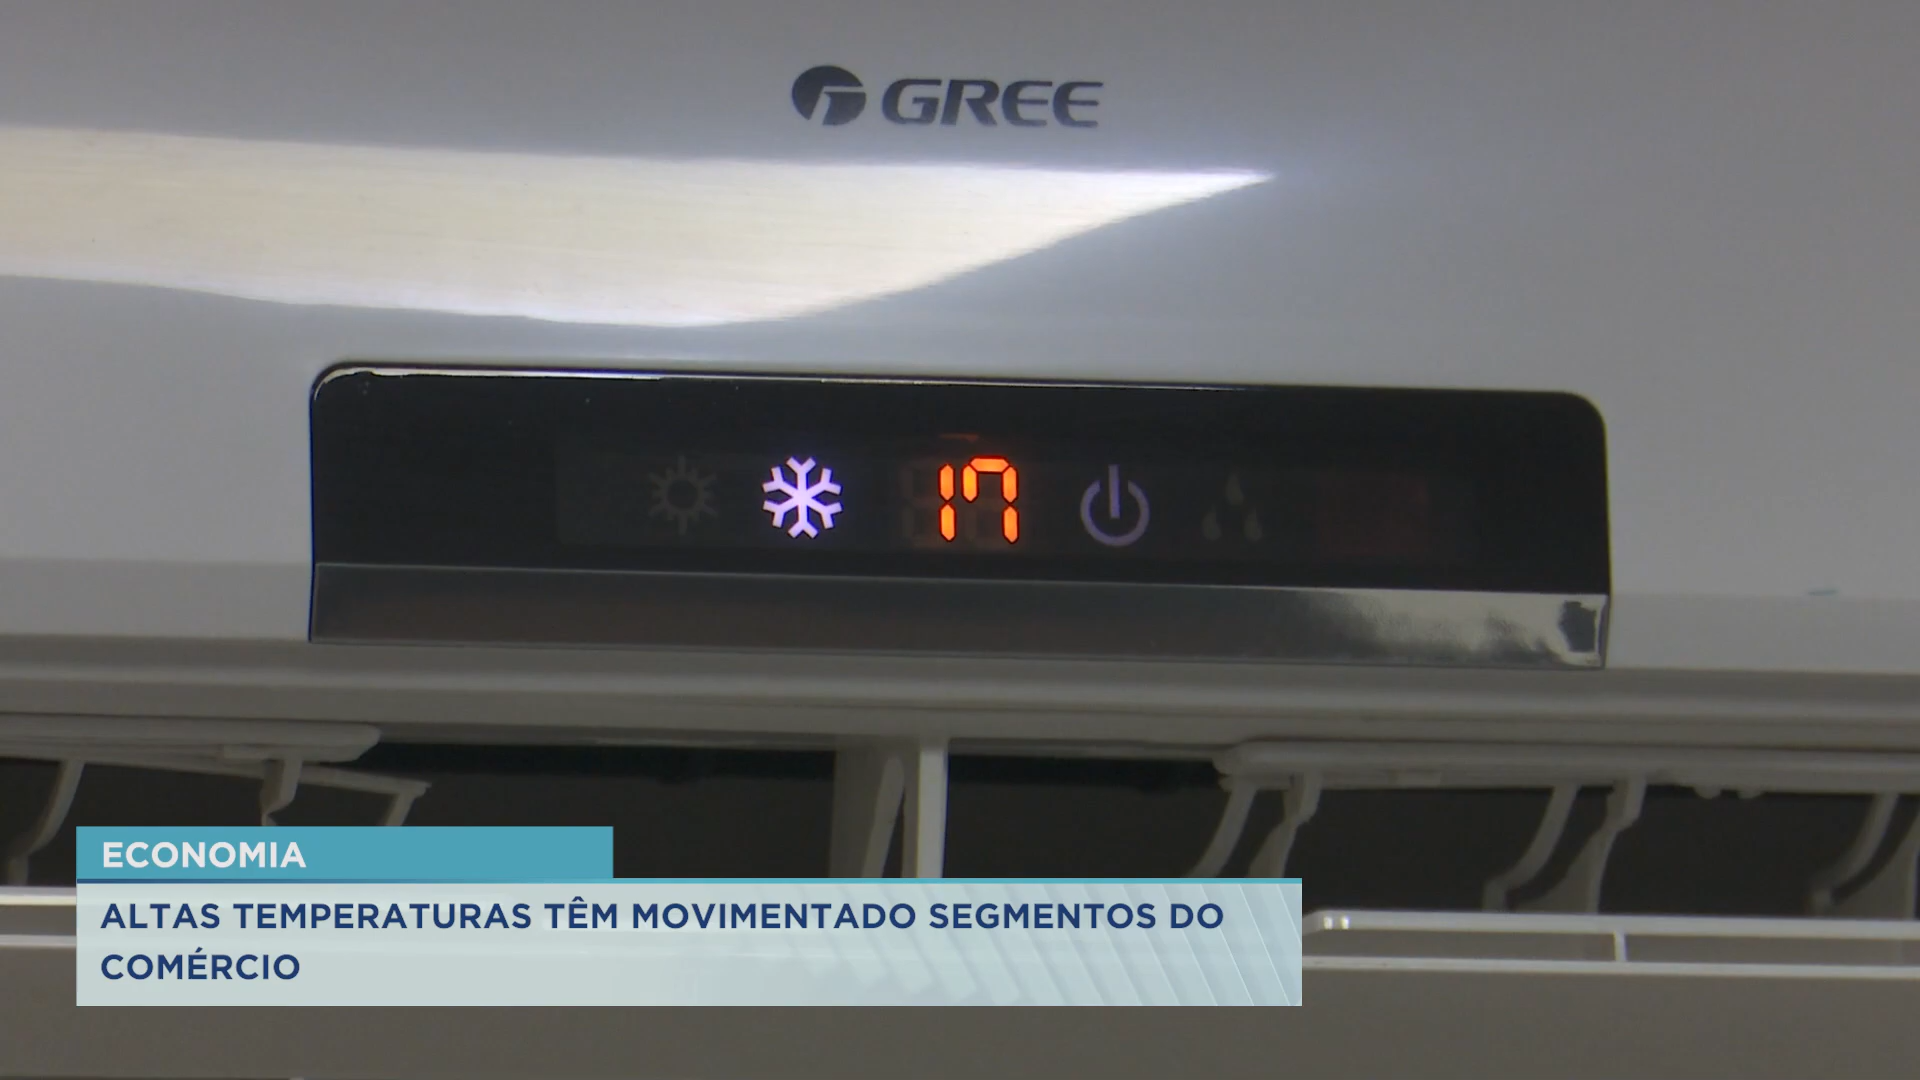 GREE
17
ECONOMIA
ALTAS TEMPERATURAS TÊM MOVIMENTADO SEGMENTOS DO
COMÉRCIO